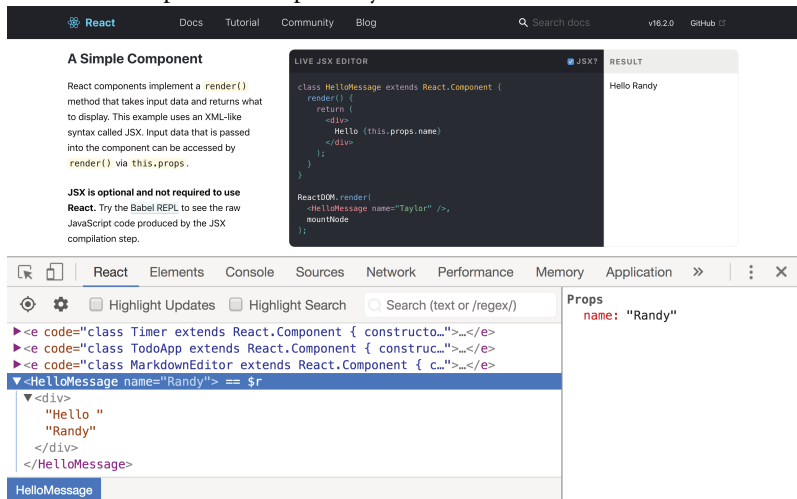 React Docs Tutorial Community Blog Search docs v16.2.0 GitHub
A Simple Component
React components implement a render()
method that takes input data and returns what
to display. This example uses an XML-like
syntax called JSX. Input data that is passed
into the component can be accessed by
render() via this.props.
JSX is optional and not required to use
React. Try the Babel REPL to see the raw
JavaScript code produced by the JSX
compilation step.
LIVE JSX EDITOR JSX?
class HelloMessage extends React.Component {
render() {
return (
<div>
Hello {this.props.name}
</div>
);
}
}
ReactDOM.render(
<HelloMessage name="Taylor" />,
mountNode
);
RESULT
Hello Randy
React Elements Console Sources Network Performance Memory Application »
Highlight Updates Highlight Search Search (text or /regex/)
<e code="class Timer extends React.Component { constructo…">…</e>
<e code="class TodoApp extends React.Component { construc…">…</e>
<e code="class MarkdownEditor extends React.Component { c…">…</e>
<HelloMessage name="Randy"> == $r
<div>
"Hello "
"Randy"
</div>
</HelloMessage>
HelloMessage
Props
name: "Randy"